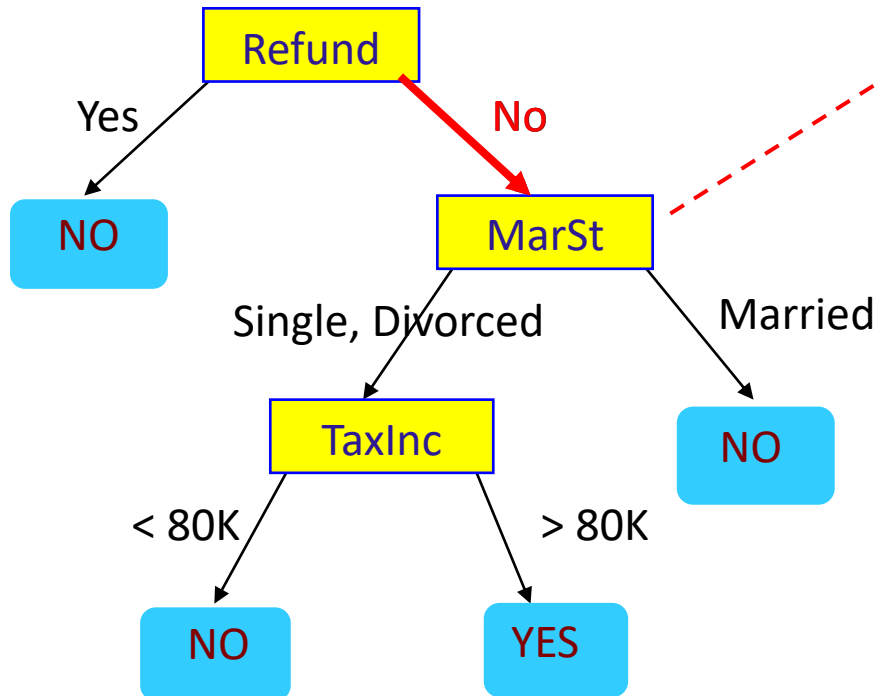 Refund
Yes
No
NO
MarSt
Single, Divorced
Married
TaxInc
NO
< 80K
> 80K
NO
YES